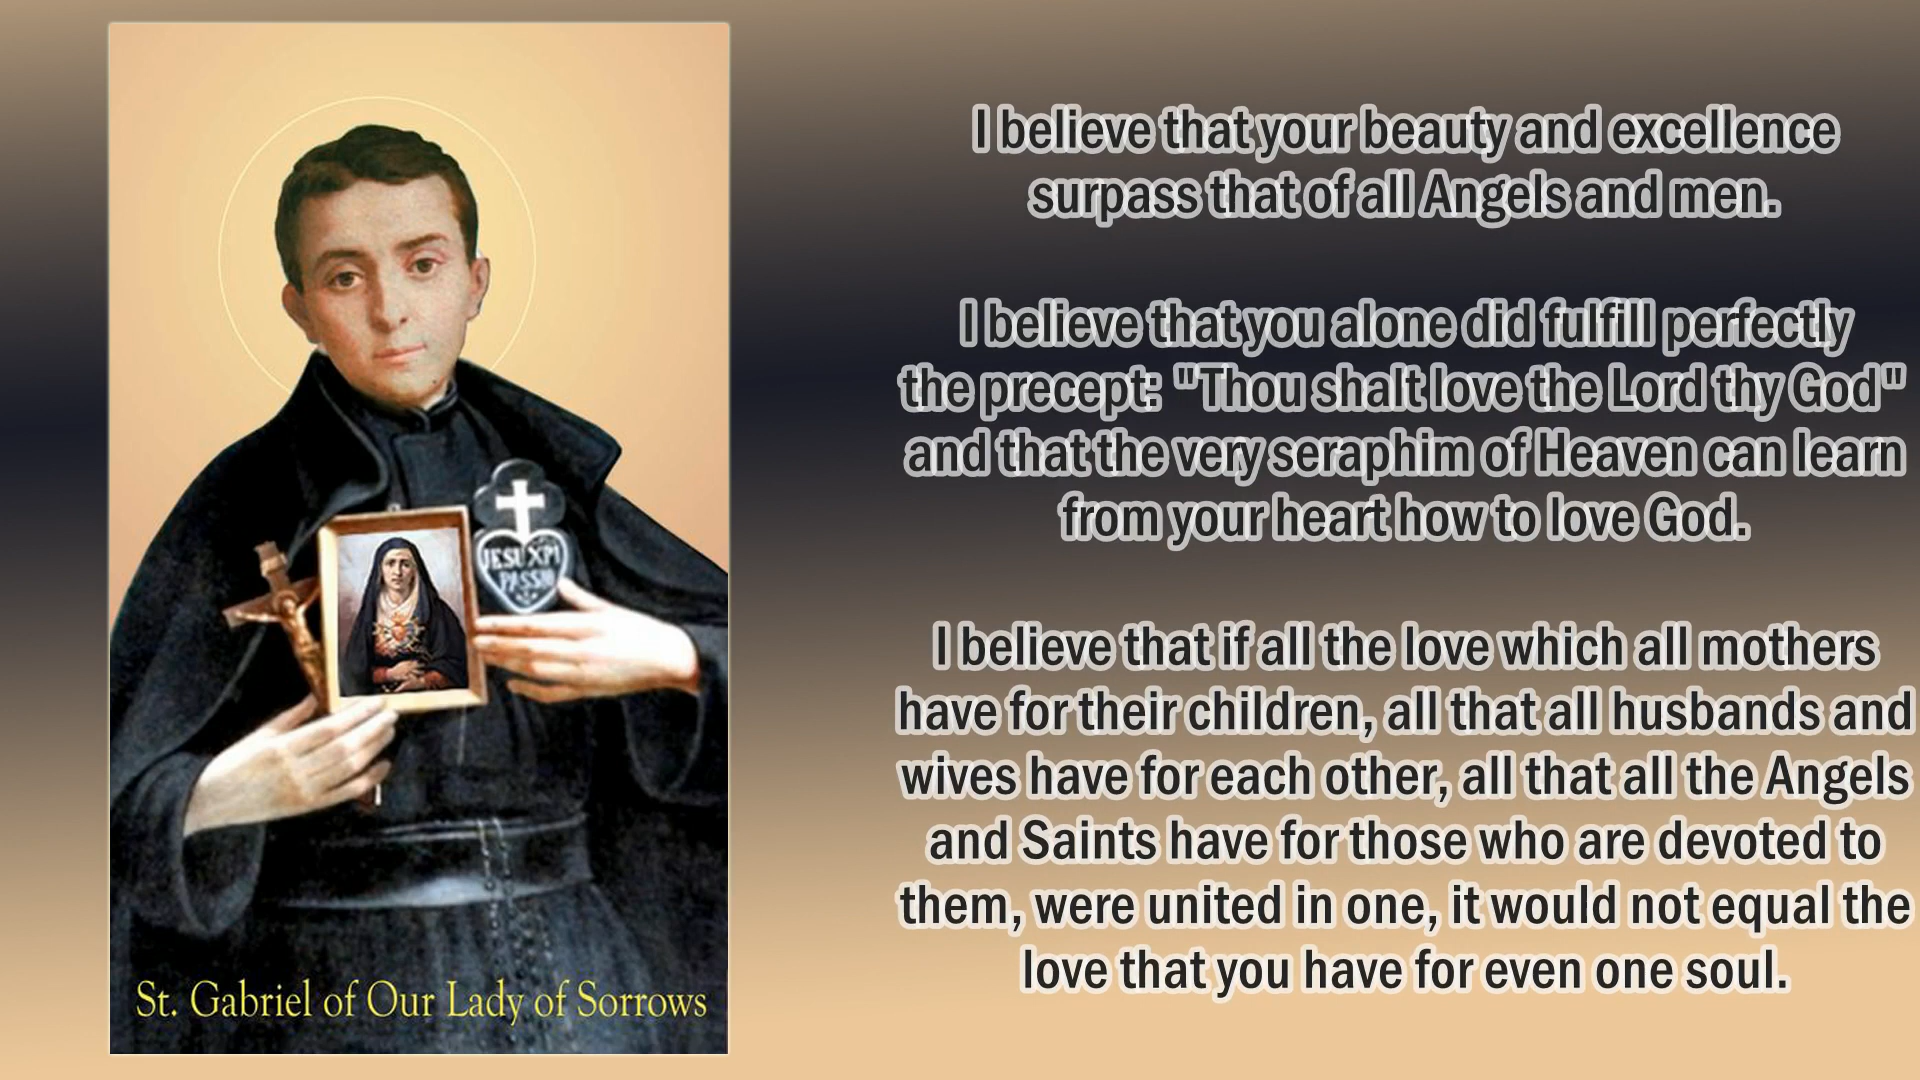 I believe that your beauty and excellence
surpass that of all Angels and men.
I believe that you alone did fulfill perfectly
the precept: "Thou shalt love the Lord thy God"
and that the very seraphim of Heaven can learn
from your heart how to love God.
I believe that if all the love which all mothers
have for their children, all that all husbands and
wives have for each other, all that all the Angels
and Saints have for those who are devoted to
them, were united in one, it would not equal the
love that you have for even one soul.
JESU XPI
PASSIO
St. Gabriel of Our Lady of Sorrows